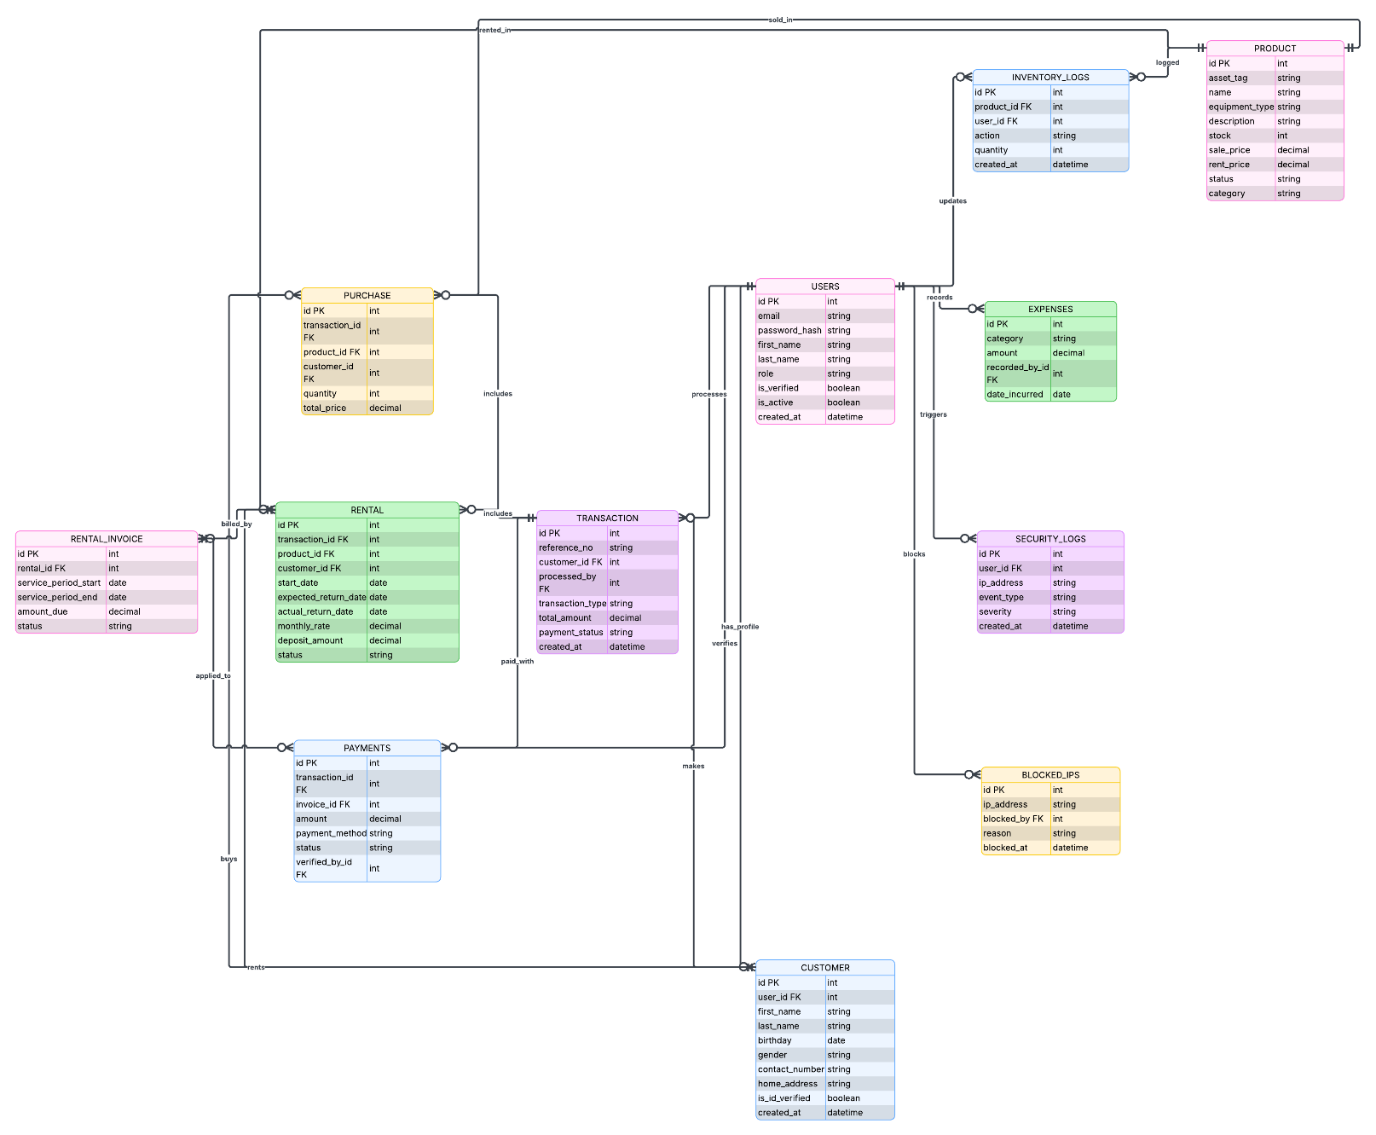 sold_in
rented_in
logged
PRODUCT
id PK int
asset_tag string
name string
equipment_type string
description string
stock int
sale_price decimal
rent_price decimal
status string
category string
INVENTORY_LOGS
id PK int
product_id FK int
user_id FK int
action string
quantity int
created_at datetime
updates
PURCHASE
id PK int
transaction_id
FK
int
product_id FK int
customer_id
FK
int
quantity int
total_price decimal
includes
processes
USERS
id PK int
email string
password_hash string
first_name string
last_name string
role string
is_verified boolean
is_active boolean
created_at datetime
records
EXPENSES
id PK int
category string
amount decimal
recorded_by_id
FK
int
date_incurred date
triggers
RENTAL_INVOICE
id PK int
rental_id FK int
service_period_start date
service_period_end date
amount_due decimal
status string
billed_by
RENTAL
id PK int
transaction_id FK int
product_id FK int
customer_id FK int
start_date date
expected_return_date date
actual_return_date date
monthly_rate decimal
deposit_amount decimal
status string
includes
TRANSACTION
id PK int
reference_no string
customer_id FK int
processed_by
FK
int
transaction_type string
total_amount decimal
payment_status string
created_at datetime
SECURITY_LOGS
id PK int
user_id FK int
ip_address string
event_type string
severity string
created_at datetime
blocks
has_profile
verifies
paid_with
applied_to
PAYMENTS
id PK int
transaction_id
FK
int
invoice_id FK int
amount decimal
payment_method string
status string
verified_by_id
FK
int
makes
BLOCKED_IPS
id PK int
ip_address string
blocked_by FK int
reason string
blocked_at datetime
buys
rents
CUSTOMER
id PK int
user_id FK int
first_name string
last_name string
birthday date
gender string
contact_number string
home_address string
is_id_verified boolean
created_at datetime